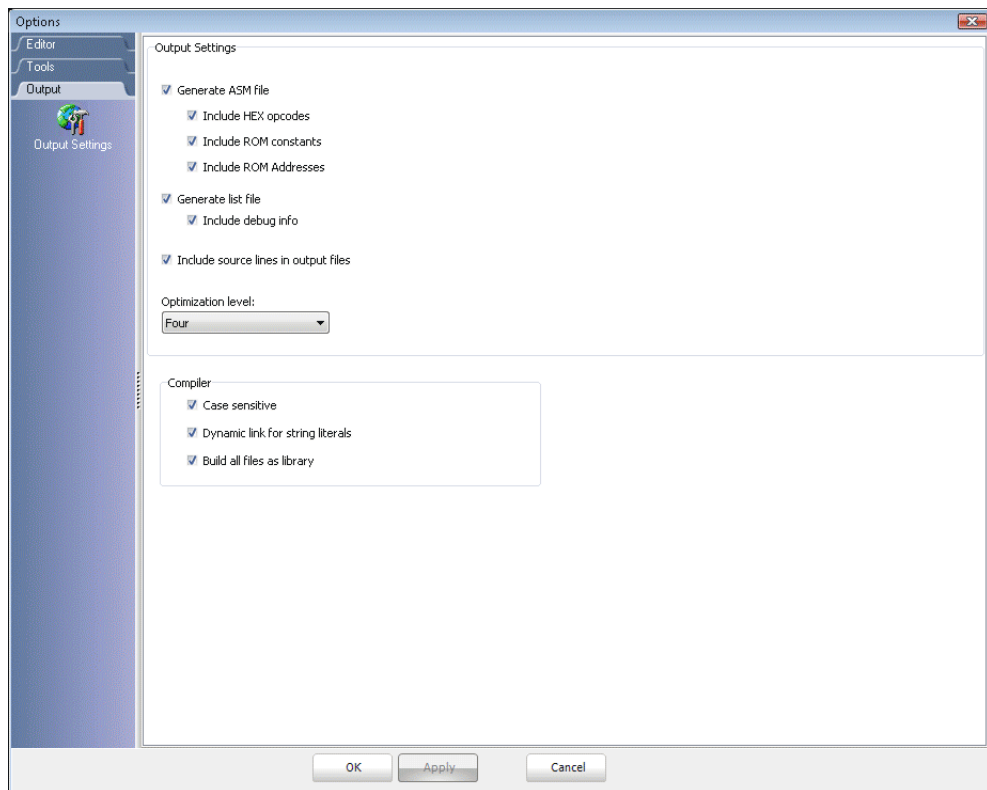 Options
Editor
Tools
Output
Output Settings
Output Settings
Generate ASM file
Include HEX opcodes
Include ROM constants
Include ROM Addresses
Generate list file
Include debug info
Include source lines in output files
Optimization level:
Four
Compiler
Case sensitive
Dynamic link for string literals
Build all files as library
OK
Apply
Cancel